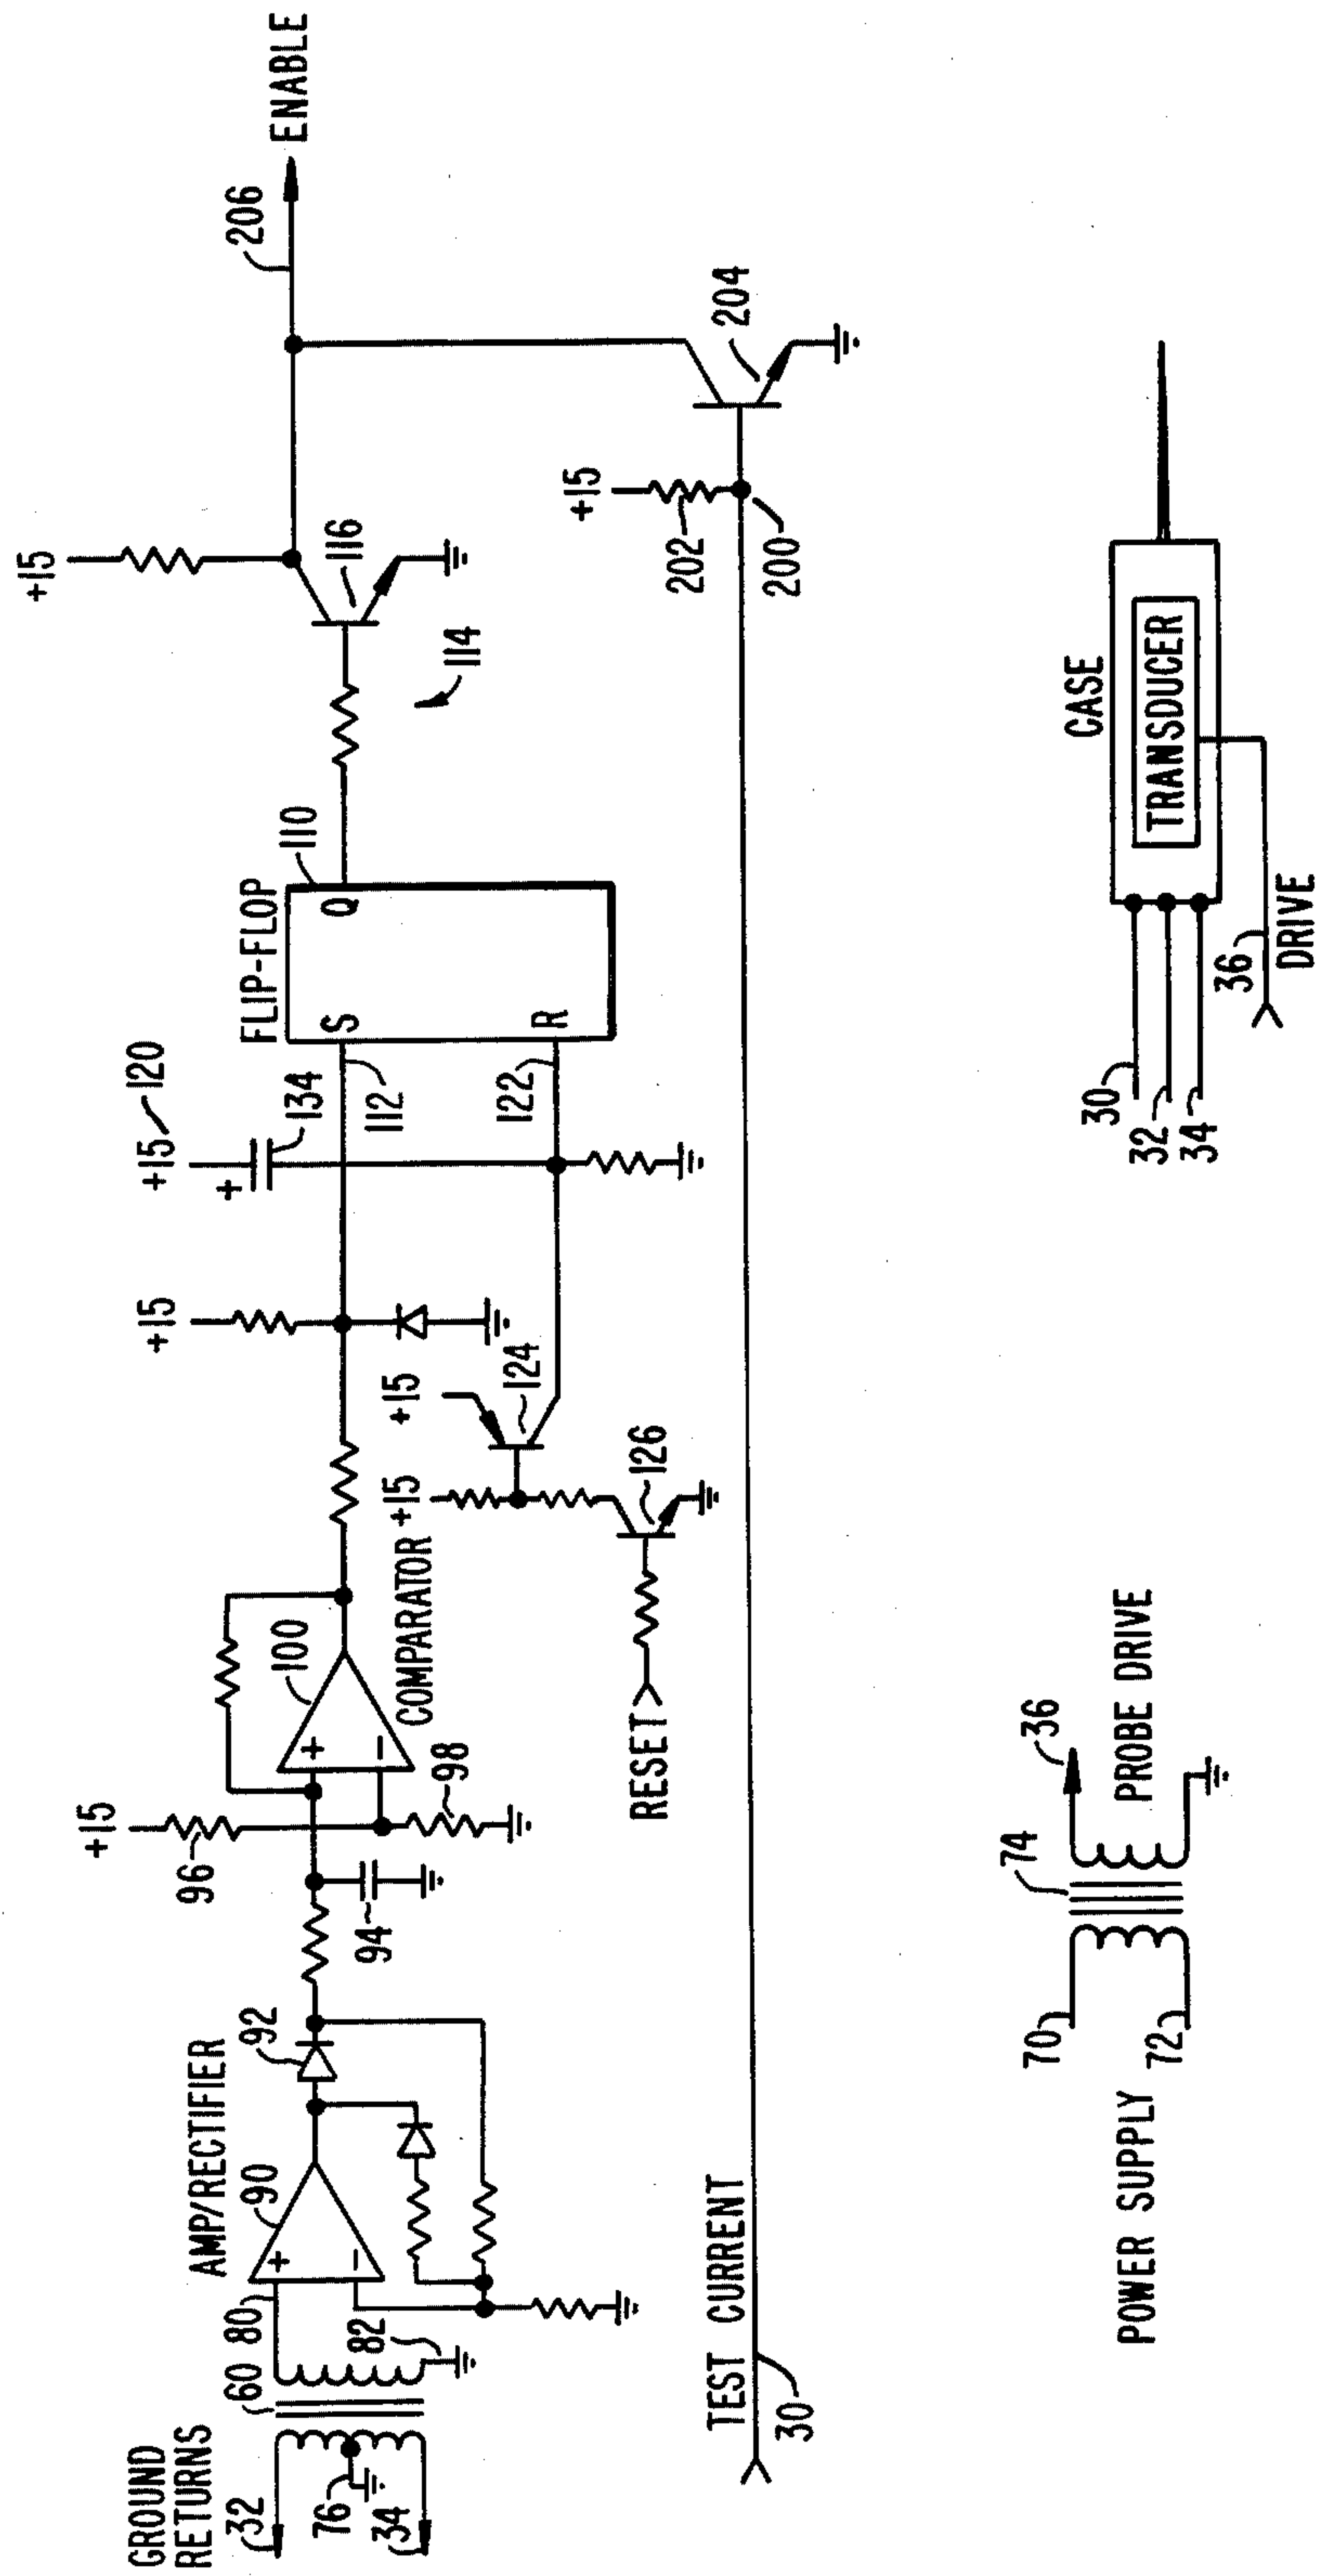 GROUND
RETURNS
32
76
34
60
80
82
AMP/RECTIFIER
90
+
−
92
94
+15
96
98
+
−
100
COMPARATOR
RESET
126
+15
+15
124
+15
+15
120
+
134
112
122
FLIP-FLOP
S
R
Q
110
114
116
+15
206
ENABLE
TEST CURRENT
30
+15
202
200
204
POWER SUPPLY
70
72
74
36
PROBE DRIVE
CASE
TRANSDUCER
30
32
34
36
DRIVE